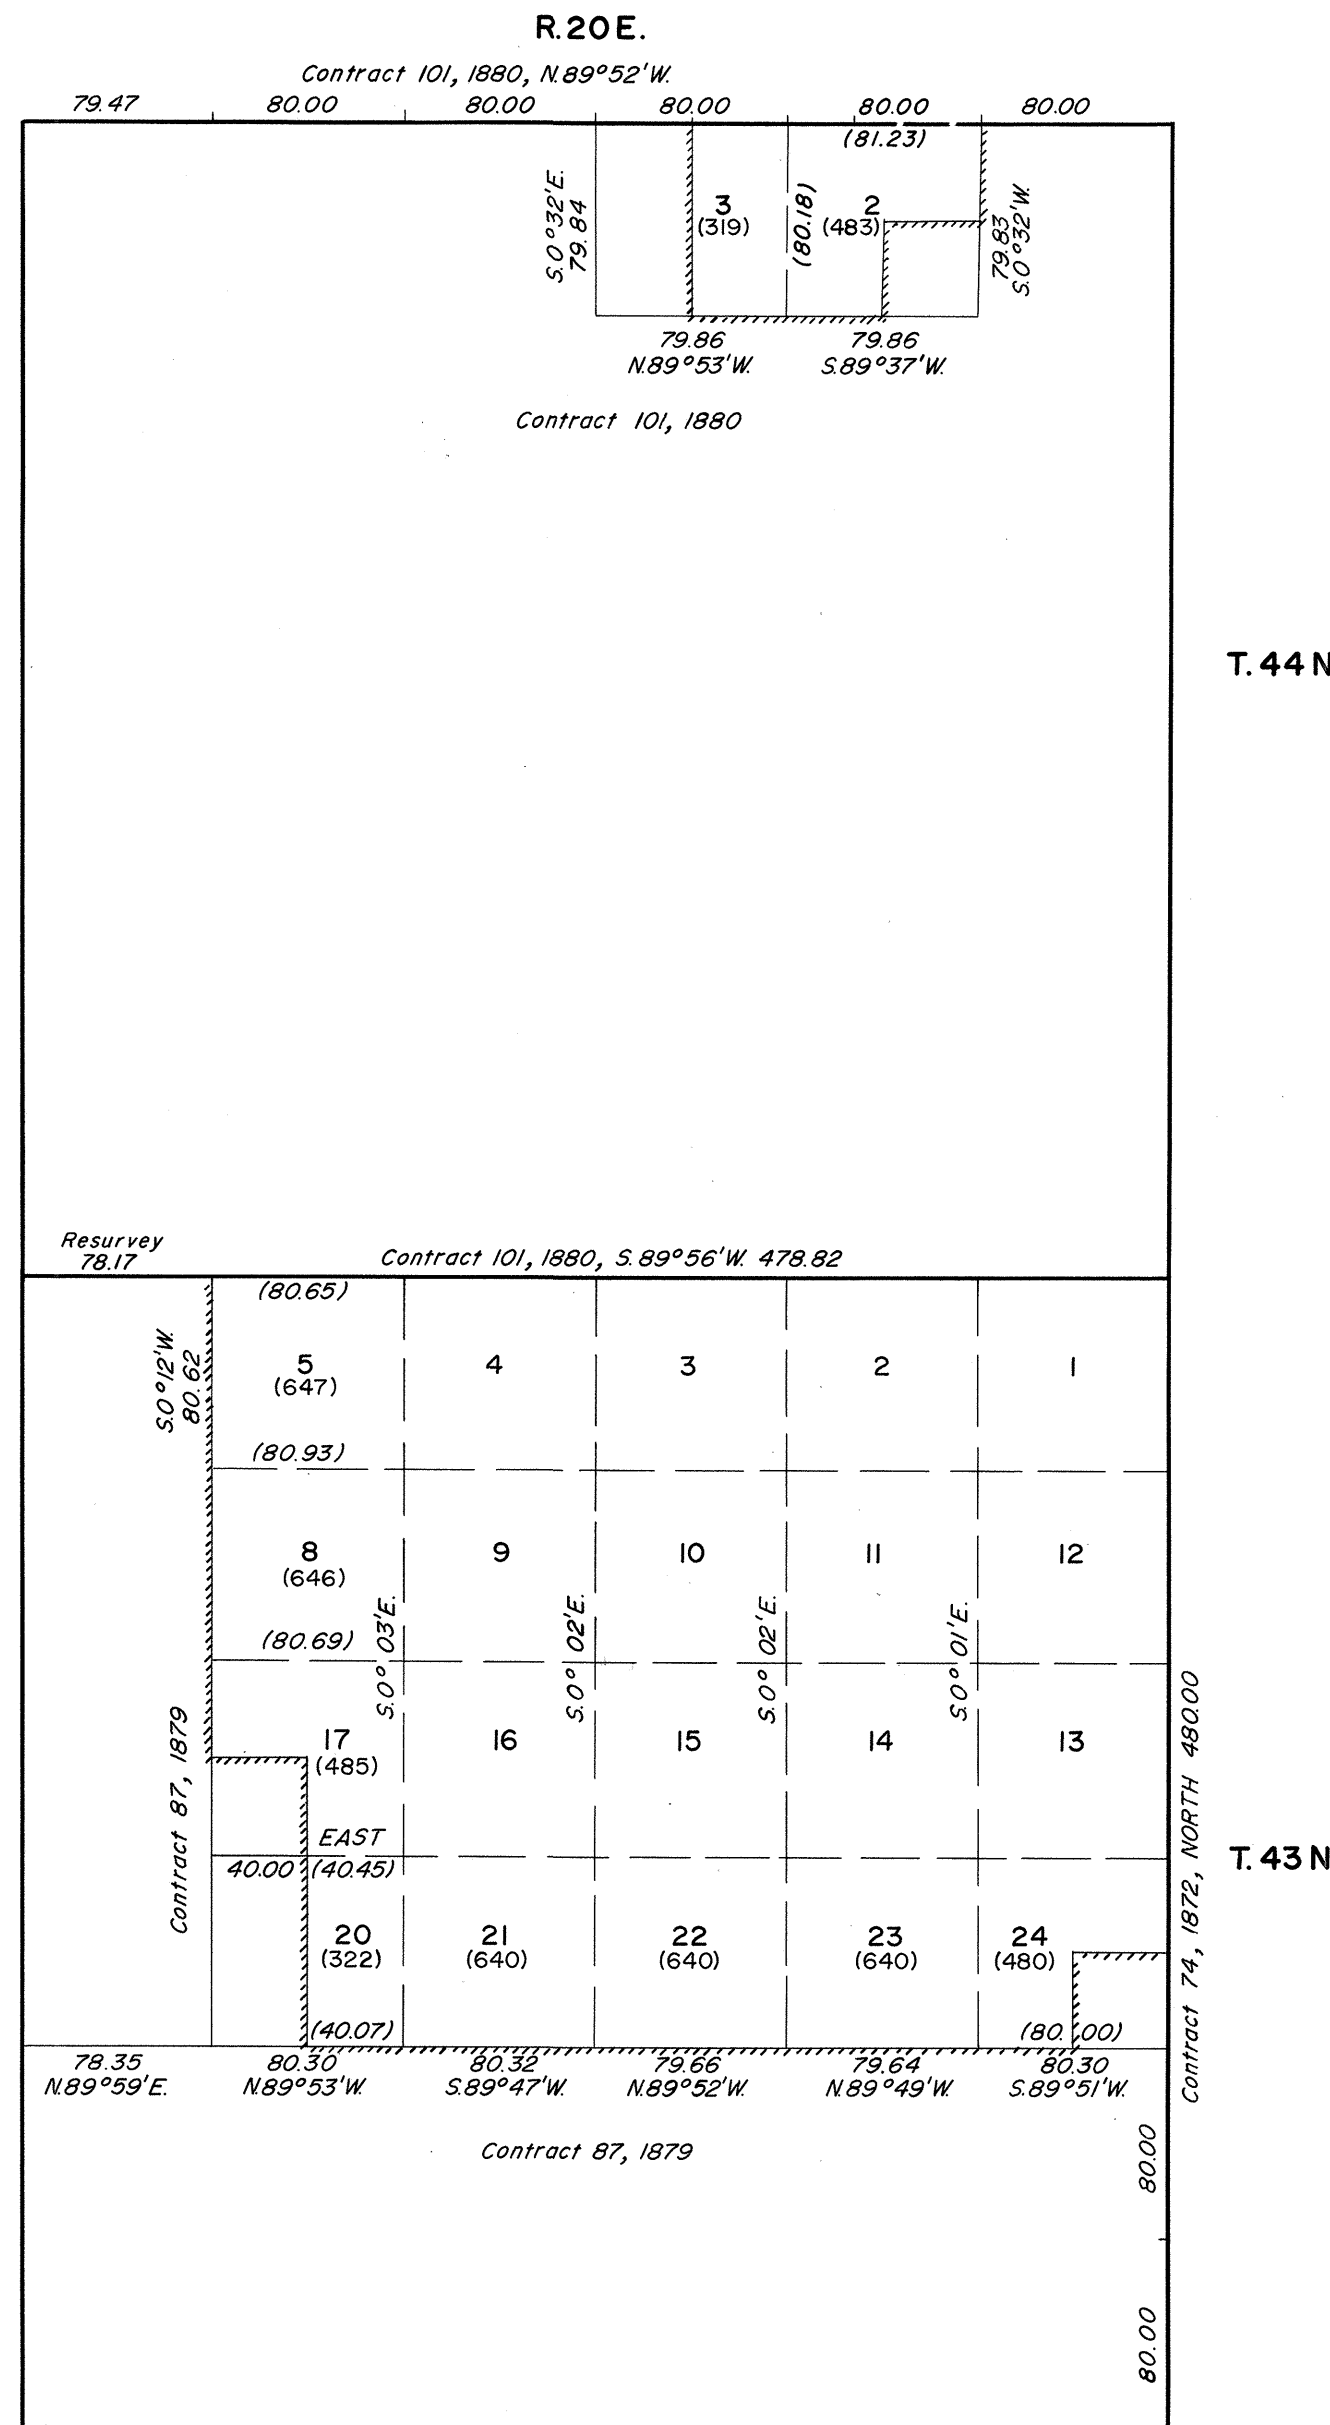 R.20E.
Contract 101, 1880, N.89°52'W.
79.47 80.00 80.00 80.00 80.00 80.00
(81.23)
S.0°32'E.
79.84
3
(319)
(80.18)
2
(483)
79.83
S.0°32'W.
79.86 79.86
N.89°53'W. S.89°37'W.
Contract 101, 1880
T.44N
Resurvey
78.17
Contract 101, 1880, S.89°56'W. 478.82
(80.65)
S.0°12'W.
80.62
5 4 3 2 1
(647)
(80.93)
8 9 10 11 12
(646)
(80.69)
S.0°03'E.
S.0°02'E.
S.0°02'E.
S.0°01'E.
Contract 87, 1879
17 16 15 14 13
(485)
Contract 74, 1872, NORTH 480.00
EAST
40.00 (40.45)
T.43N
20 21 22 23 24
(322) (640) (640) (640) (480)
(40.07) (80.00)
78.35 80.30 80.32 79.66 79.64 80.30
N.89°59'E. N.89°53'W. S.89°47'W. N.89°52'W. N.89°49'W. S.89°51'W.
Contract 87, 1879
80.00
80.00